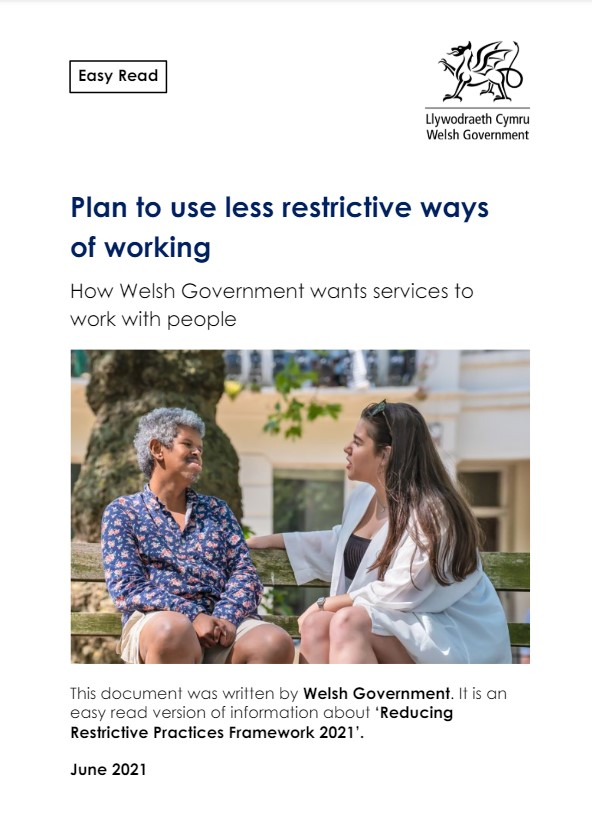 Easy Read
Llywodraeth Cymru
Welsh Government
Plan to use less restrictive ways
of working
How Welsh Government wants services to
work with people
This document was written by Welsh Government. It is an
easy read version of information about ‘Reducing
Restrictive Practices Framework 2021’.
June 2021